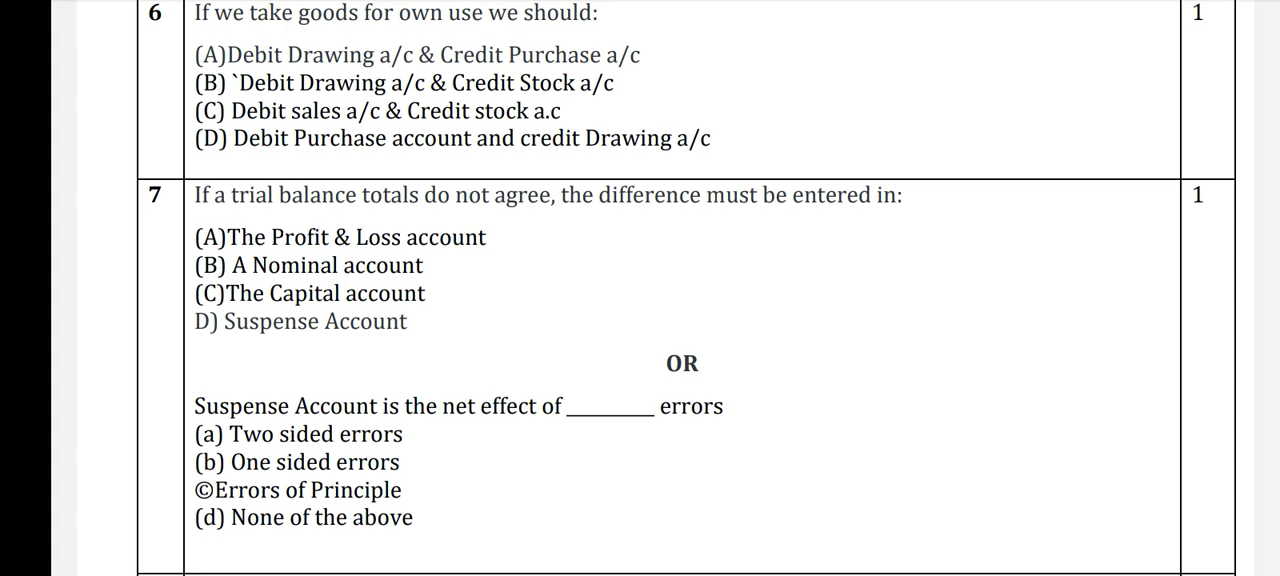 6 If we take goods for own use we should: 1
(A)Debit Drawing a/c & Credit Purchase a/c
(B) `Debit Drawing a/c & Credit Stock a/c
(C) Debit sales a/c & Credit stock a.c
(D) Debit Purchase account and credit Drawing a/c
7 If a trial balance totals do not agree, the difference must be entered in: 1
(A)The Profit & Loss account
(B) A Nominal account
(C)The Capital account
D) Suspense Account
OR
Suspense Account is the net effect of ________ errors
(a) Two sided errors
(b) One sided errors
©Errors of Principle
(d) None of the above